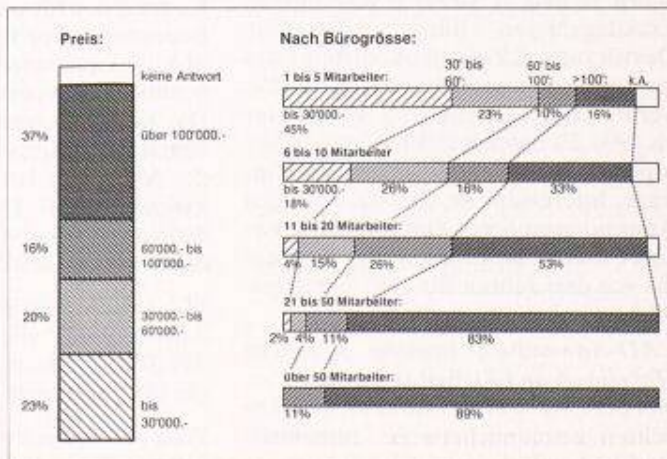 Preis:
keine Antwort
37%
über 100'000.-
16%
60'000.- bis
100'000.-
20%
30'000.- bis
60'000.-
23%
bis
30'000.-
Nach Bürogrösse:
1 bis 5 Mitarbeiter:
30' bis
60':
60' bis
100':
>100':
k.A.
bis 30'000.-
45%
23%
10%
16%
6 bis 10 Mitarbeiter
bis 30'000.-
18%
26%
16%
33%
11 bis 20 Mitarbeiter:
4%
15%
26%
53%
21 bis 50 Mitarbeiter:
2%
4%
11%
83%
über 50 Mitarbeiter:
11%
89%